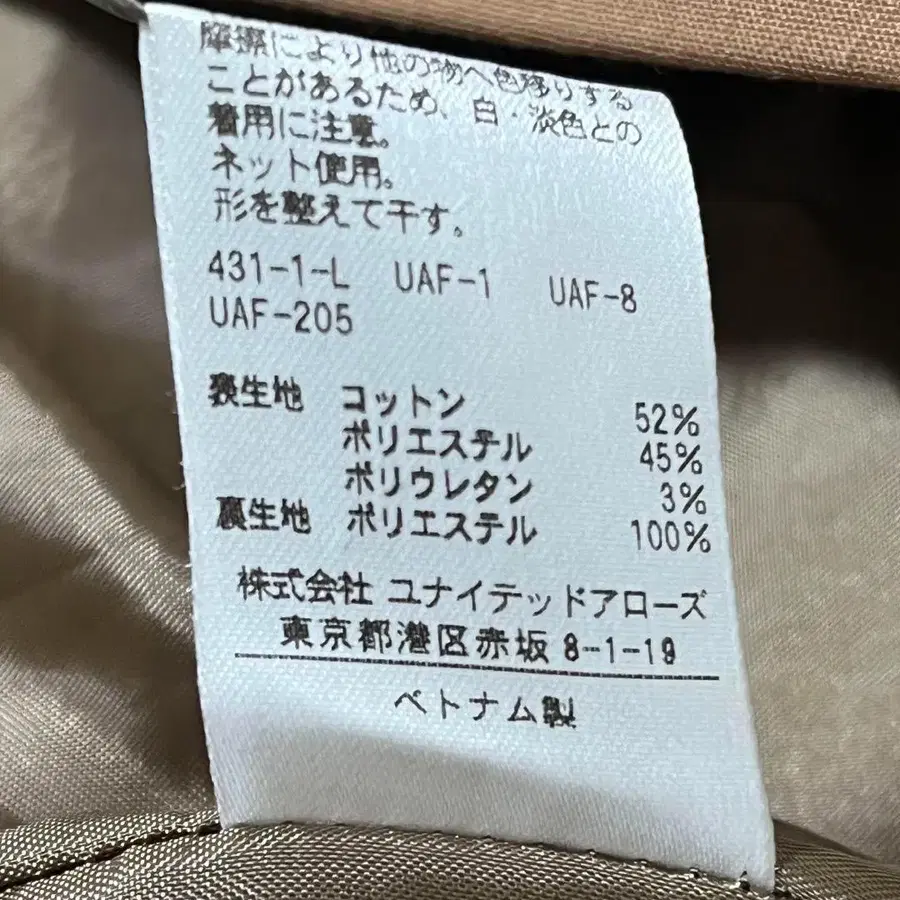 摩擦により他の物へ色移りする
ことがあるため、白・淡色との
着用に注意。
ネット使用。
形を整えて干す。
431-1-L UAF-1 UAF-8
UAF-205
表生地 コットン 52%
ポリエステル 45%
ポリウレタン 3%
裏生地 ポリエステル 100%
株式会社 ユナイテッドアローズ
東京都港区赤坂 8-1-19
ベトナム製